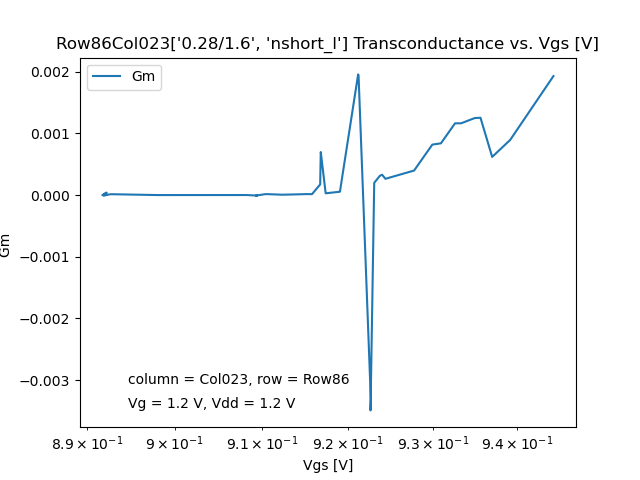 Row86Col023['0.28/1.6', 'nshort_l'] Transconductance vs. Vgs [V]
Gm
0.002
0.001
0.000
−0.001
−0.002
−0.003
Gm
column = Col023, row = Row86
Vg = 1.2 V, Vdd = 1.2 V
8.9 × 10⁻¹ 9 × 10⁻¹ 9.1 × 10⁻¹ 9.2 × 10⁻¹ 9.3 × 10⁻¹ 9.4 × 10⁻¹
Vgs [V]